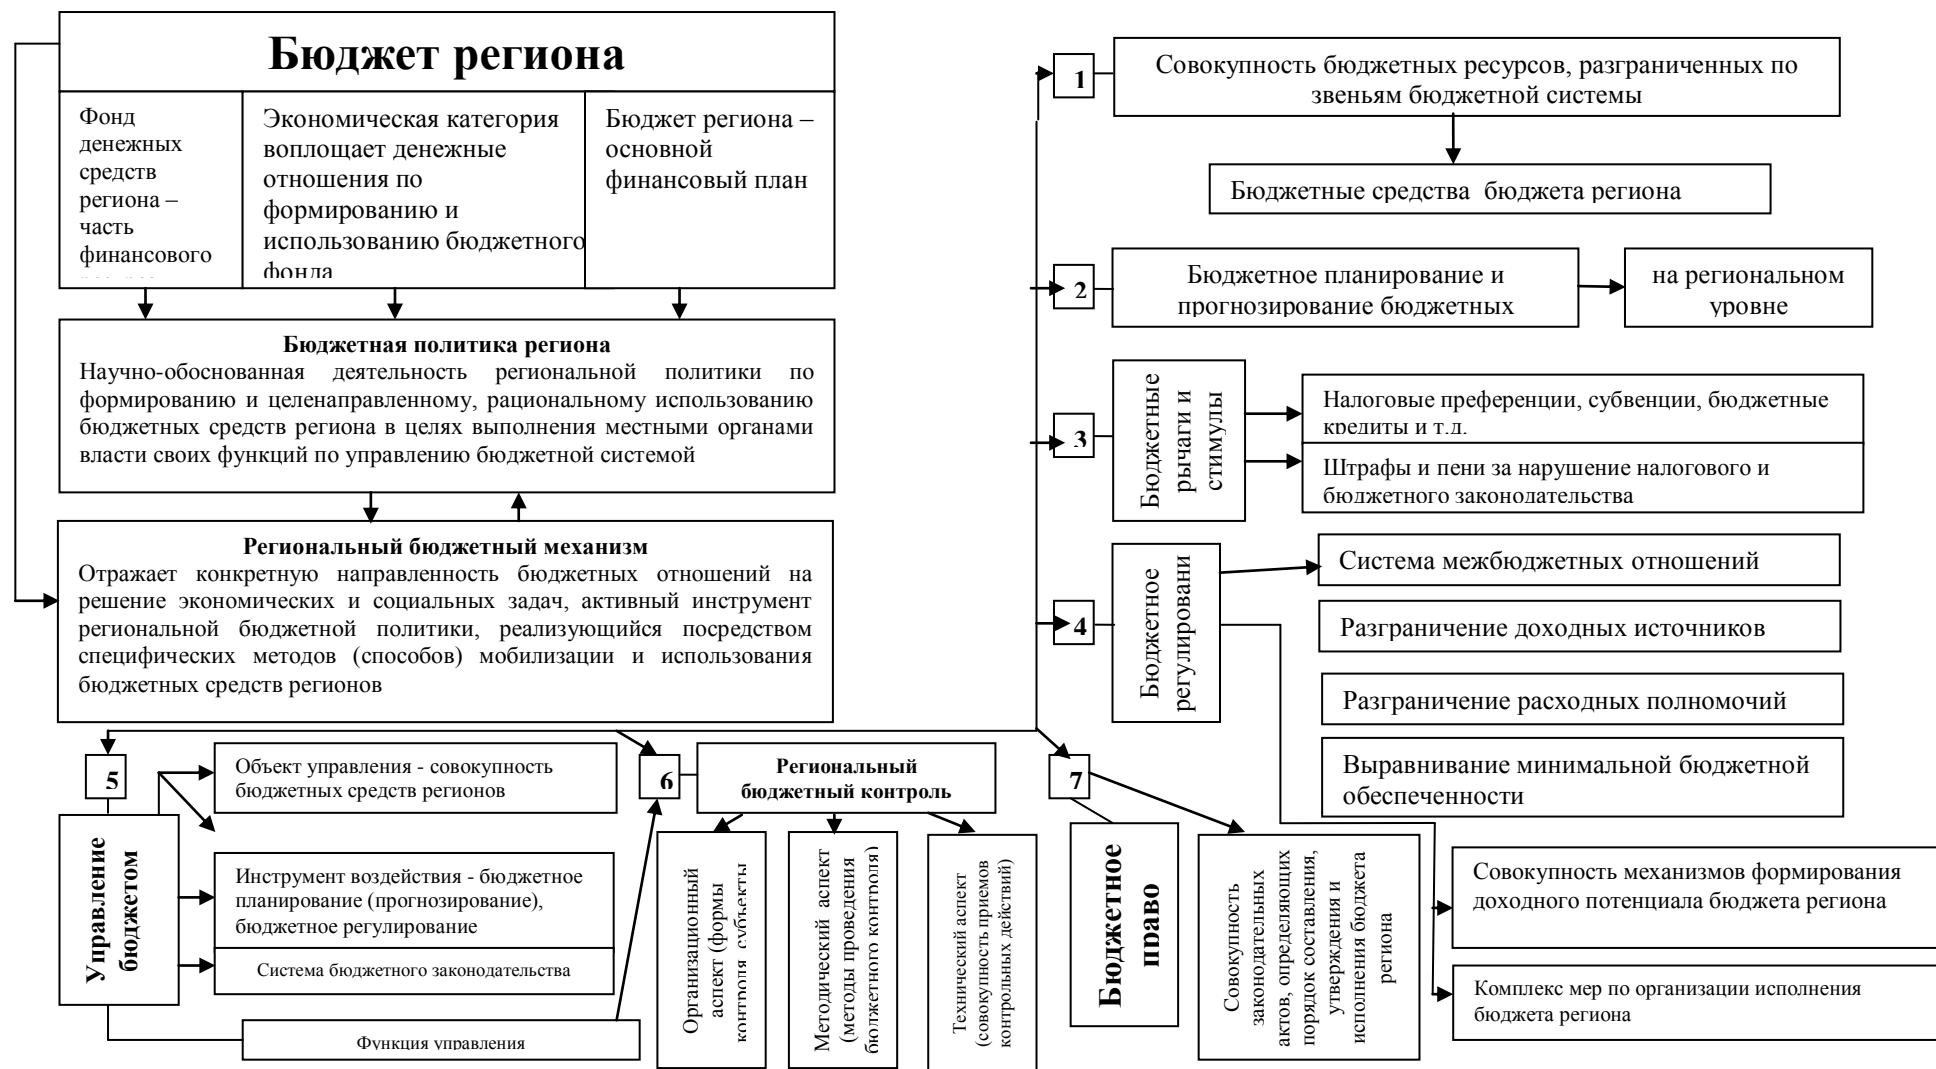 Бюджет региона
Фонд
денежных
средств
региона –
часть
финансового
Экономическая категория
воплощает денежные
отношения по
формированию и
использованию бюджетного
фонда
Бюджет региона –
основной
финансовый план
Бюджетная политика региона
Научно-обоснованная деятельность региональной политики по
формированию и целенаправленному, рациональному использованию
бюджетных средств региона в целях выполнения местными органами
власти своих функций по управлению бюджетной системой
Региональный бюджетный механизм
Отражает конкретную направленность бюджетных отношений на
решение экономических и социальных задач, активный инструмент
региональной бюджетной политики, реализующийся посредством
специфических методов (способов) мобилизации и использования
бюджетных средств регионов
1
Совокупность бюджетных ресурсов, разграниченных по
звеньям бюджетной системы
Бюджетные средства бюджета региона
2
Бюджетное планирование и
прогнозирование бюджетных
на региональном
уровне
3
Бюджетные
рычаги и
стимулы
Налоговые преференции, субвенции, бюджетные
кредиты и т.д.
Штрафы и пени за нарушение налогового и
бюджетного законодательства
4
Бюджетное
регулировани
Система межбюджетных отношений
Разграничение доходных источников
Разграничение расходных полномочий
Выравнивание минимальной бюджетной
обеспеченности
Совокупность механизмов формирования
доходного потенциала бюджета региона
Комплекс мер по организации исполнения
бюджета региона
5
Управление
бюджетом
Объект управления - совокупность
бюджетных средств регионов
Инструмент воздействия - бюджетное
планирование (прогнозирование),
бюджетное регулирование
Система бюджетного законодательства
Функция управления
6
Региональный
бюджетный контроль
Организационный
аспект (формы
контроля субъекты
Методический аспект
(методы проведения
бюджетного контроля)
Технический аспект
(совокупность приемов
контрольных действий)
7
Бюджетное
право
Совокупность
законодательных
актов, определяющих
порядок составления,
утверждения и
исполнения бюджета
региона